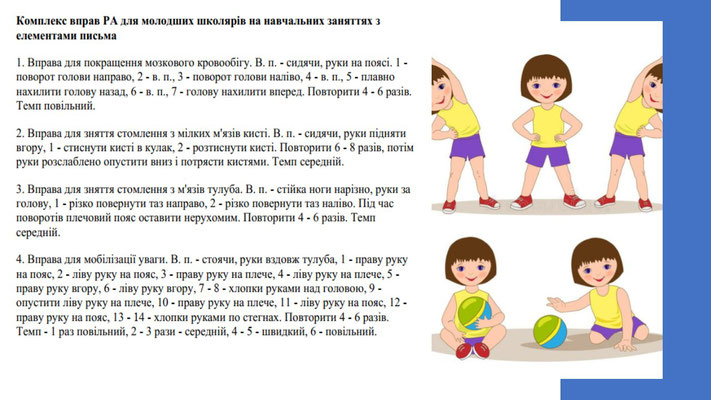 Комплекс вправ РА для молодших школярів на навчальних заняттях з
елементами письма
1. Вправа для покращення мозкового кровообігу. В. п. - сидячи, руки на поясі. 1 -
поворот голови направо, 2 - в. п., 3 - поворот голови наліво, 4 - в. п., 5 - плавно
нахилити голову назад, 6 - в. п., 7 - голову нахилити вперед. Повторити 4 - 6 разів.
Темп повільний.
2. Вправа для зняття стомлення з мілких м'язів кисті. В. п. - сидячи, руки підняти
вгору, 1 - стиснути кисті в кулак, 2 - розтиснути кисті. Повторити 6 - 8 разів, потім
руки розслаблено опустити вниз і потрясти кистями. Темп середній.
3. Вправа для зняття стомлення з м'язів тулуба. В. п. - стійка ноги нарізно, руки за
голову, 1 - різко повернути таз направо, 2 - різко повернути таз наліво. Під час
поворотів плечовий пояс оставити нерухомим. Повторити 4 - 6 разів. Темп
середній.
4. Вправа для мобілізації уваги. В. п. - стоячи, руки вздовж тулуба, 1 - праву руку
на пояс, 2 - ліву руку на пояс, 3 - праву руку на плече, 4 - ліву руку на плече, 5 -
праву руку вгору, 6 - ліву руку вгору, 7 - 8 - хлопки руками над головою, 9 -
опустити ліву руку на плече, 10 - праву руку на плече, 11 - ліву руку на пояс, 12 -
праву руку на пояс, 13 - 14 - хлопки руками по стегнах. Повторити 4 - 6 разів.
Темп - 1 раз повільний, 2 - 3 рази - середній, 4 - 5 - швидкий, 6 - повільний.